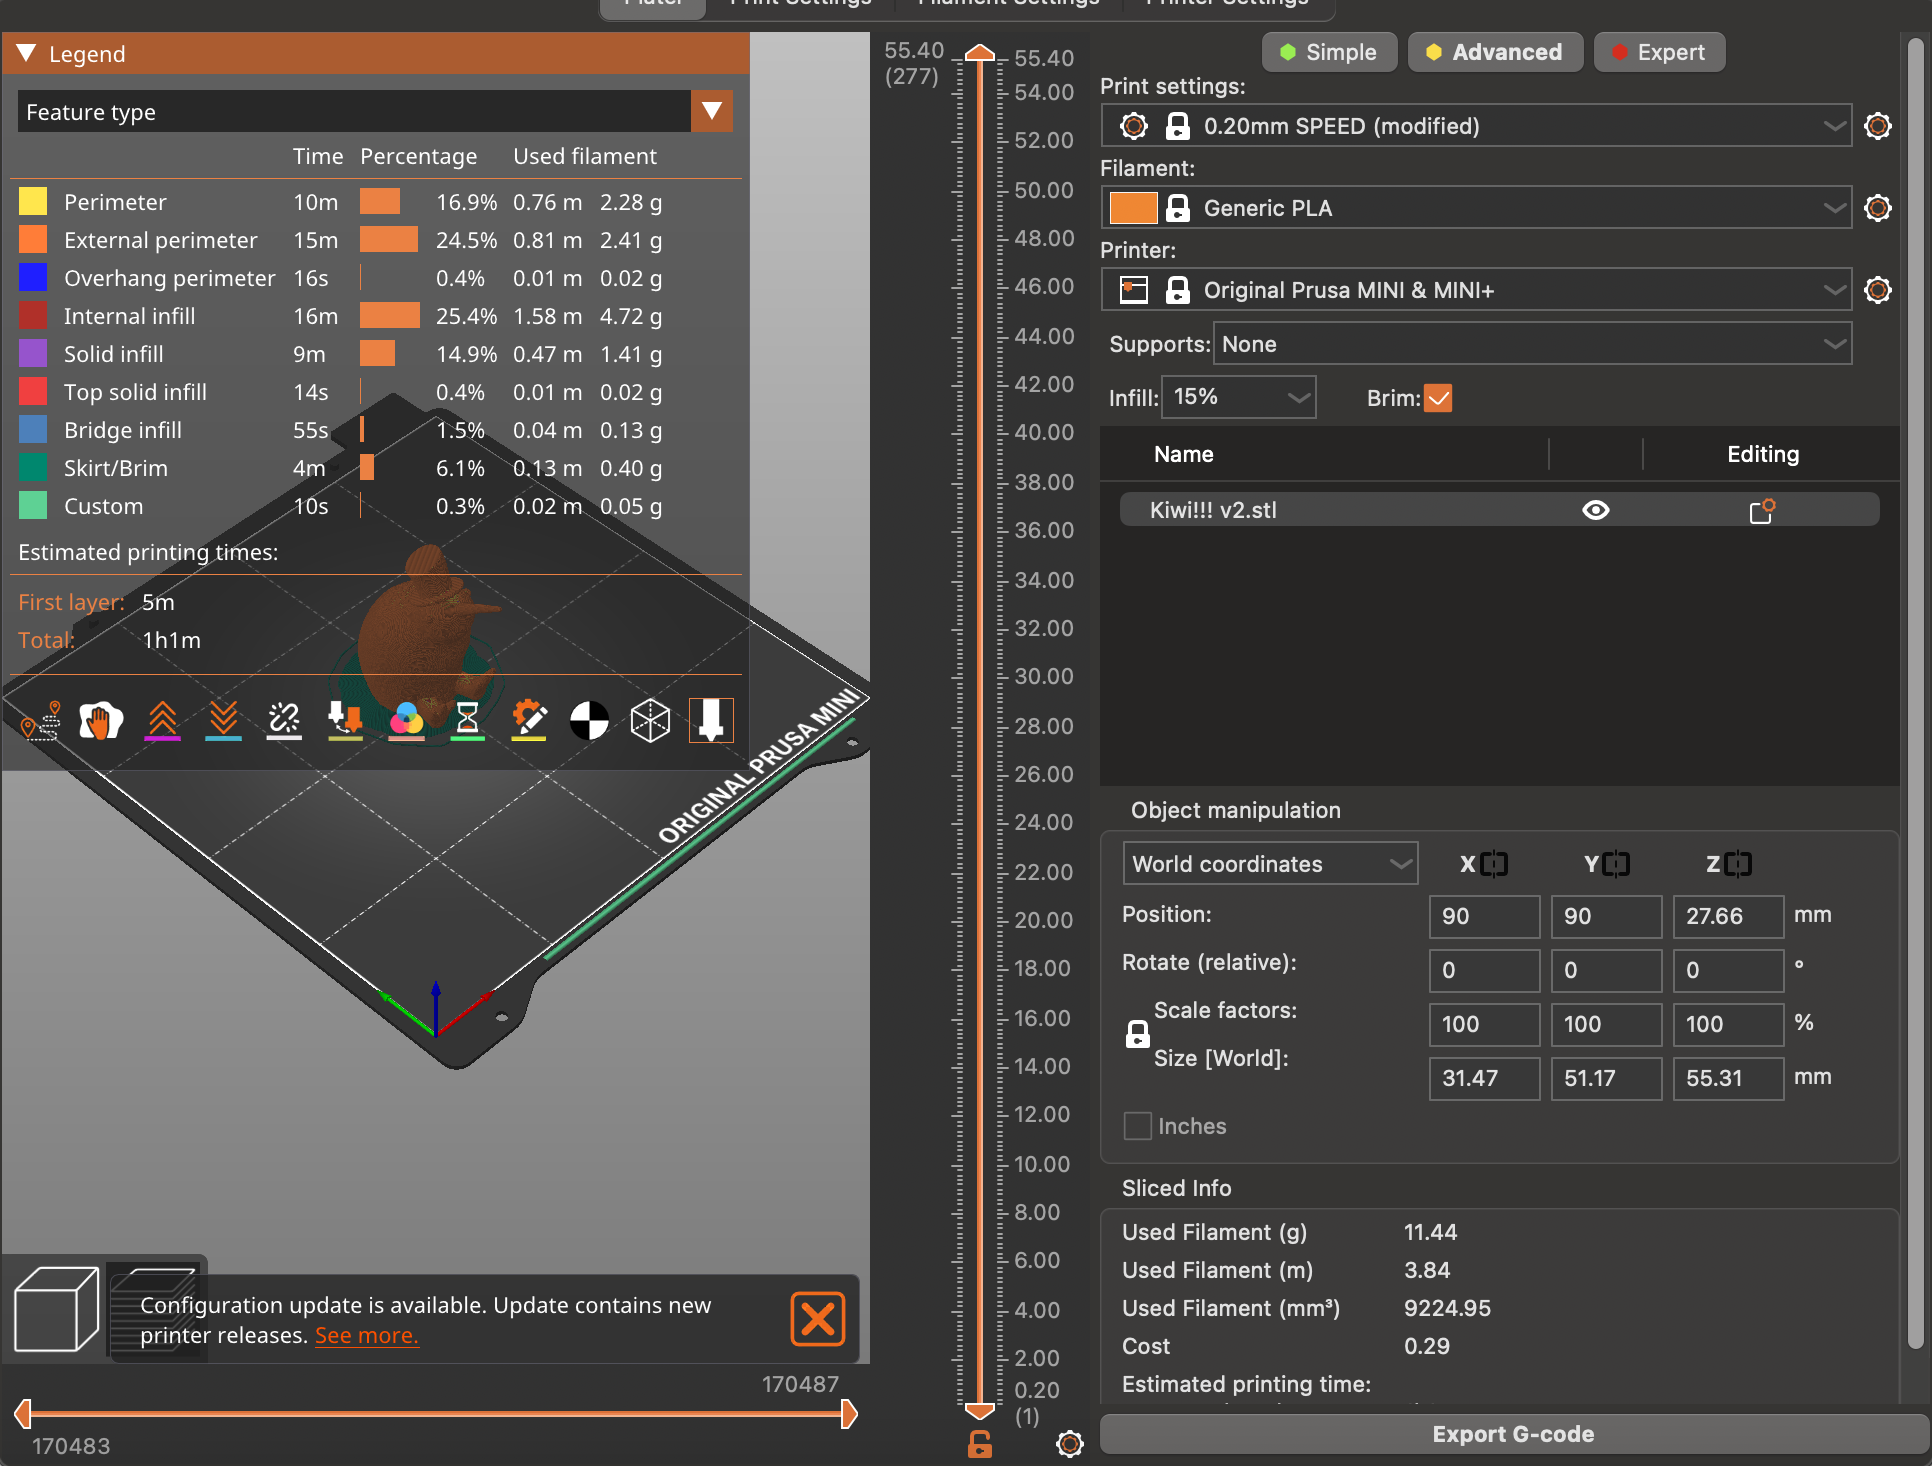 Plater Print Settings Filament Settings Printer Settings
Legend
Feature type
Time Percentage Used filament
Perimeter 10m 16.9% 0.76 m 2.28 g
External perimeter 15m 24.5% 0.81 m 2.41 g
Overhang perimeter 16s 0.4% 0.01 m 0.02 g
Internal infill 16m 25.4% 1.58 m 4.72 g
Solid infill 9m 14.9% 0.47 m 1.41 g
Top solid infill 14s 0.4% 0.01 m 0.02 g
Bridge infill 55s 1.5% 0.04 m 0.13 g
Skirt/Brim 4m 6.1% 0.13 m 0.40 g
Custom 10s 0.3% 0.02 m 0.05 g
Estimated printing times:
First layer: 5m
Total: 1h1m
ORIGINAL PRUSA MINI
Configuration update is available. Update contains new
printer releases. See more.
170487
170483
55.40
(277)
55.40
54.00
52.00
50.00
48.00
46.00
44.00
42.00
40.00
38.00
36.00
34.00
32.00
30.00
28.00
26.00
24.00
22.00
20.00
18.00
16.00
14.00
12.00
10.00
8.00
6.00
4.00
2.00
0.20
(1)
Simple Advanced Expert
Print settings:
0.20mm SPEED (modified)
Filament:
Generic PLA
Printer:
Original Prusa MINI & MINI+
Supports: None
Infill: 15% Brim:
Name Editing
Kiwi!!! v2.stl
Object manipulation
World coordinates X Y Z
Position: 90 90 27.66 mm
Rotate (relative): 0 0 0 °
Scale factors: 100 100 100 %
Size [World]: 31.47 51.17 55.31 mm
Inches
Sliced Info
Used Filament (g) 11.44
Used Filament (m) 3.84
Used Filament (mm³) 9224.95
Cost 0.29
Estimated printing time:
Export G-code